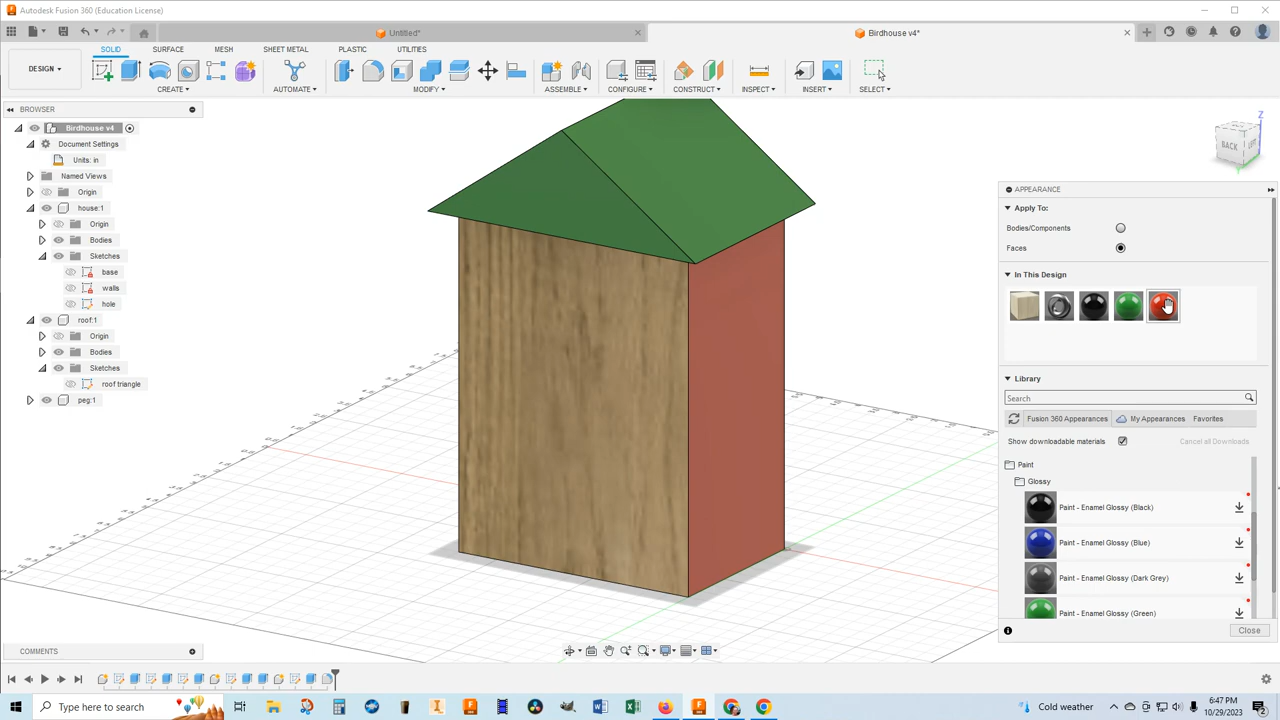 Autodesk Fusion 360 (Education License)
Untitled*
Birdhouse v4*
DESIGN
SOLID SURFACE MESH SHEET METAL PLASTIC UTILITIES
CREATE AUTOMATE MODIFY ASSEMBLE CONFIGURE CONSTRUCT INSPECT INSERT SELECT
BROWSER
Birdhouse v4
Document Settings
Units: in
Named Views
Origin
house:1
Origin
Bodies
Sketches
base
walls
hole
roof:1
Origin
Bodies
Sketches
roof triangle
peg:1
Z
BACK
LEFT
APPEARANCE
Apply To:
Bodies/Components
Faces
In This Design
Library
Search
Fusion 360 Appearances My Appearances Favorites
Show downloadable materials Cancel all Downloads
Paint
Glossy
Paint - Enamel Glossy (Black)
Paint - Enamel Glossy (Blue)
Paint - Enamel Glossy (Dark Grey)
Paint - Enamel Glossy (Green)
Close
COMMENTS
Type here to search
Cold weather
6:47 PM
10/29/2023